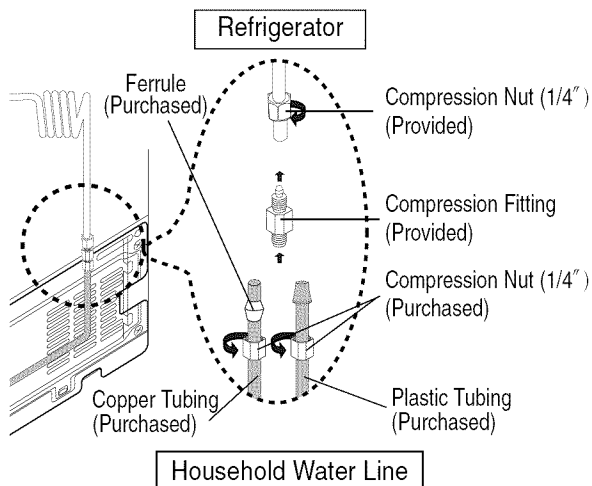 Refrigerator
Ferrule
(Purchased)
Compression Nut (1/4″)
(Provided)
Compression Fitting
(Provided)
Compression Nut (1/4″)
(Purchased)
Copper Tubing
(Purchased)
Plastic Tubing
(Purchased)
Household Water Line